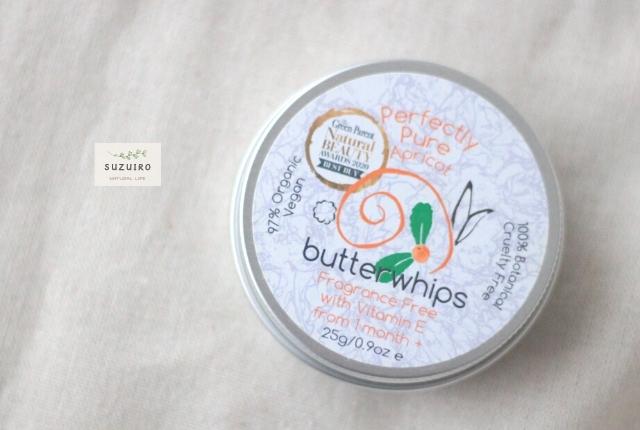 SUZUIRO
NATURAL LIFE
Perfectly
Pure
Apricot
Green Parent
Natural
BEAUTY
AWARDS 2020
BEST BUY
97% Organic
Vegan
100% Botanical
Cruelty Free
butterwhips
Fragrance Free
with Vitamin E
from 1 month +
25g/0.9oz e